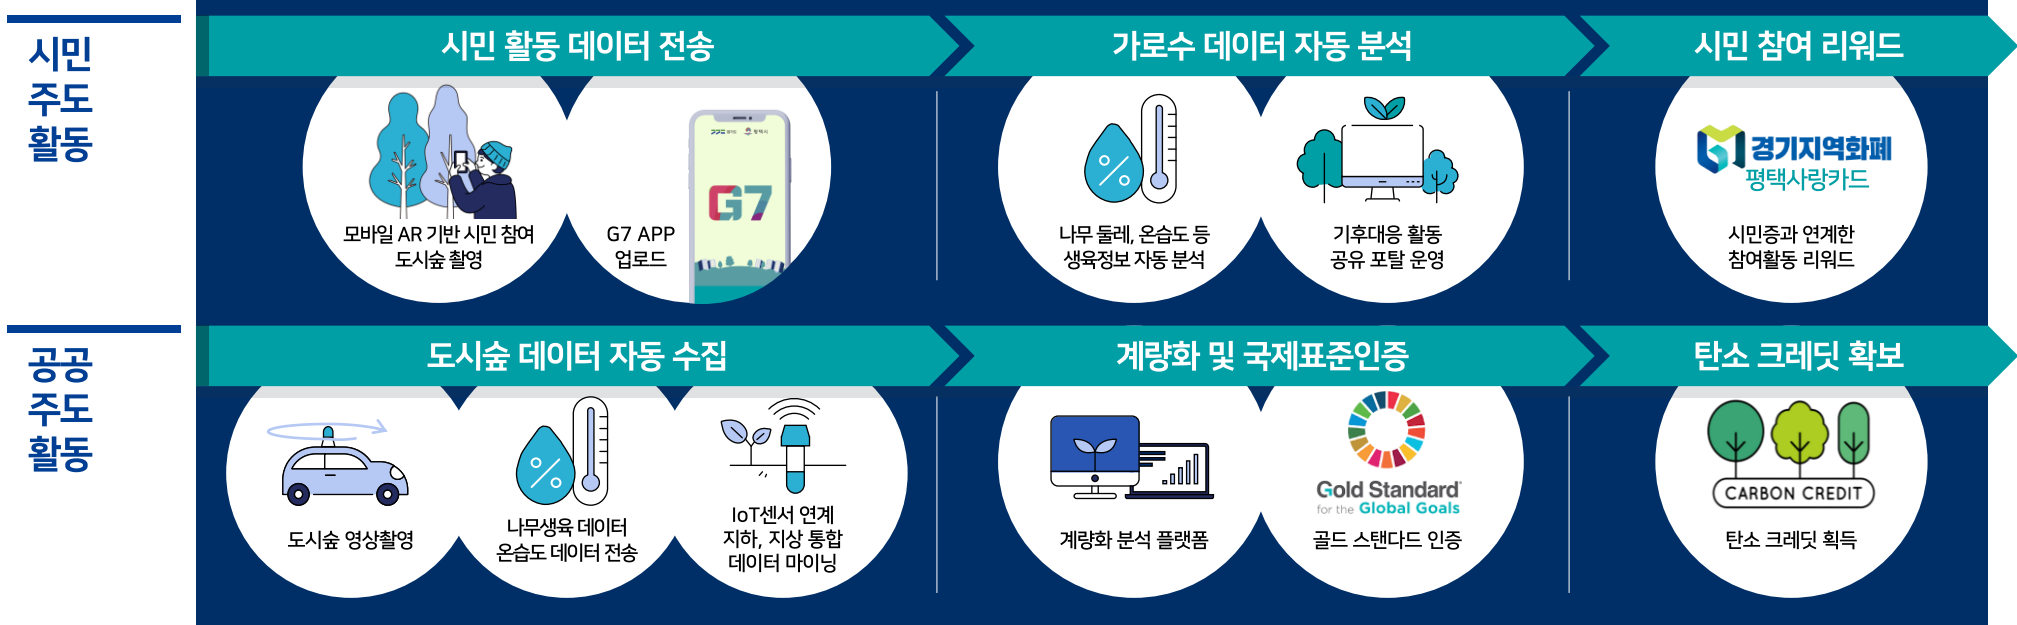 시민
주도
활동
시민 활동 데이터 전송
가로수 데이터 자동 분석
시민 참여 리워드
모바일 AR 기반 시민 참여
도시숲 촬영
G7 APP
업로드
경기도 평택시
G7
나무 둘레, 온습도 등
생육정보 자동 분석
기후대응 활동
공유 포탈 운영
경기지역화폐
평택사랑카드
시민증과 연계한
참여활동 리워드
공공
주도
활동
도시숲 데이터 자동 수집
계량화 및 국제표준인증
탄소 크레딧 확보
도시숲 영상촬영
나무생육 데이터
온습도 데이터 전송
IoT센서 연계
지하, 지상 통합
데이터 마이닝
계량화 분석 플랫폼
Gold Standard
for the Global Goals
골드 스탠다드 인증
CARBON CREDIT
탄소 크레딧 획득